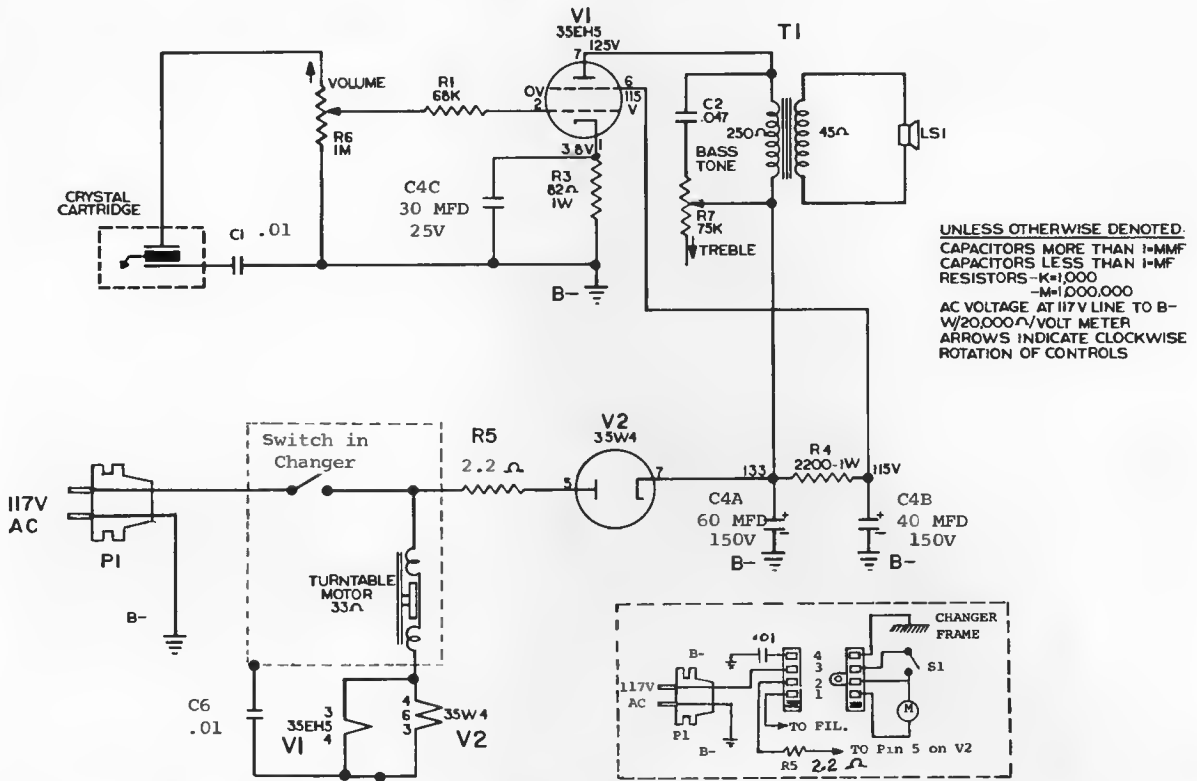 V1
35EH5
125V
7
T1
VOLUME
R1
68K
0V
2
6
115
V
R6
1M
C2
.047
250Ω
45Ω
LS1
BASS
TONE
3.8V
1
R3
82Ω
1W
C4C
30 MFD
25V
R7
75K
TREBLE
CRYSTAL
CARTRIDGE
C1 .01
B-
UNLESS OTHERWISE DENOTED.
CAPACITORS MORE THAN 1=MMF
CAPACITORS LESS THAN 1=MF
RESISTORS-K=1,000
-M=1,000,000
AC VOLTAGE AT 117V LINE TO B-
W/20,000Ω/VOLT METER
ARROWS INDICATE CLOCKWISE
ROTATION OF CONTROLS
Switch in
Changer
R5
2.2 Ω
V2
35W4
5
7
133
R4
2200-1W
115V
117V
AC
P1
B-
C4A
60 MFD
150V
+
-
B-
C4B
40 MFD
150V
+
-
B-
TURNTABLE
MOTOR
33Ω
C6
.01
3
35EH5
4
V1
4
6
3
35W4
V2
.01
B-
4
3
2
1
CHANGER
FRAME
S1
M
117V
AC
P1
B-
TO FIL.
R5 2.2 Ω
TO Pin 5 on V2